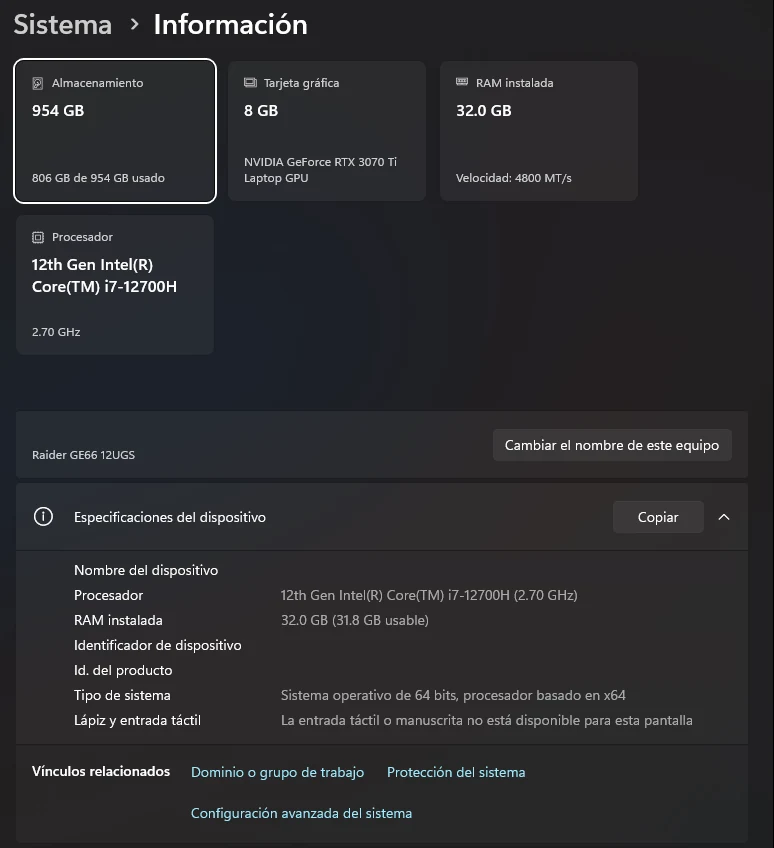 Sistema > Información
Almacenamiento
954 GB
806 GB de 954 GB usado
Tarjeta gráfica
8 GB
NVIDIA GeForce RTX 3070 Ti
Laptop GPU
RAM instalada
32.0 GB
Velocidad: 4800 MT/s
Procesador
12th Gen Intel(R)
Core(TM) i7-12700H
2.70 GHz
Raider GE66 12UGS
Cambiar el nombre de este equipo
Especificaciones del dispositivo
Copiar
Nombre del dispositivo
Procesador 12th Gen Intel(R) Core(TM) i7-12700H (2.70 GHz)
RAM instalada 32.0 GB (31.8 GB usable)
Identificador de dispositivo
Id. del producto
Tipo de sistema Sistema operativo de 64 bits, procesador basado en x64
Lápiz y entrada táctil La entrada táctil o manuscrita no está disponible para esta pantalla
Vínculos relacionados Dominio o grupo de trabajo Protección del sistema
Configuración avanzada del sistema